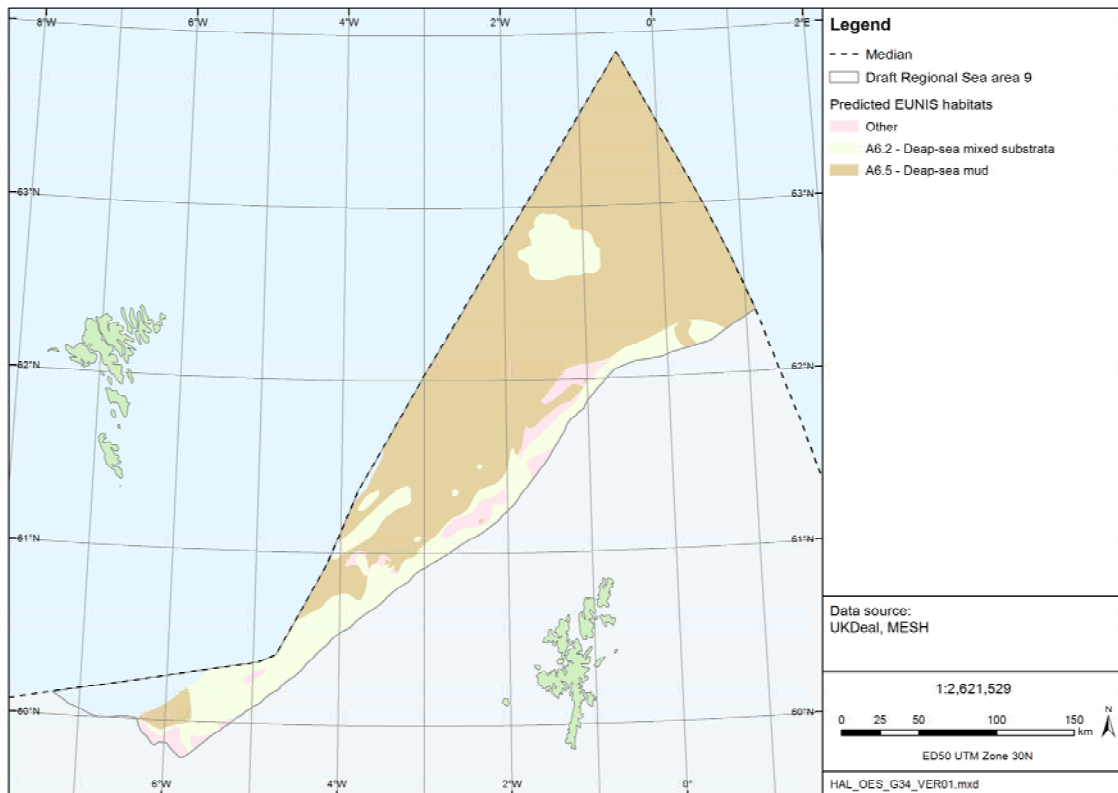 8°W 6°W 4°W 2°W 0° 2°E
63°N 63°N
62°N 62°N
61°N 61°N
60°N 60°N
6°W 4°W 2°W 0°
Legend
Median
Draft Regional Sea area 9
Predicted EUNIS habitats
Other
A6.2 - Deap-sea mixed substrata
A6.5 - Deap-sea mud
Data source:
UKDeal, MESH
1:2,621,529
N
0 25 50 100 150
km
ED50 UTM Zone 30N
HAL_OES_G34_VER01.mxd